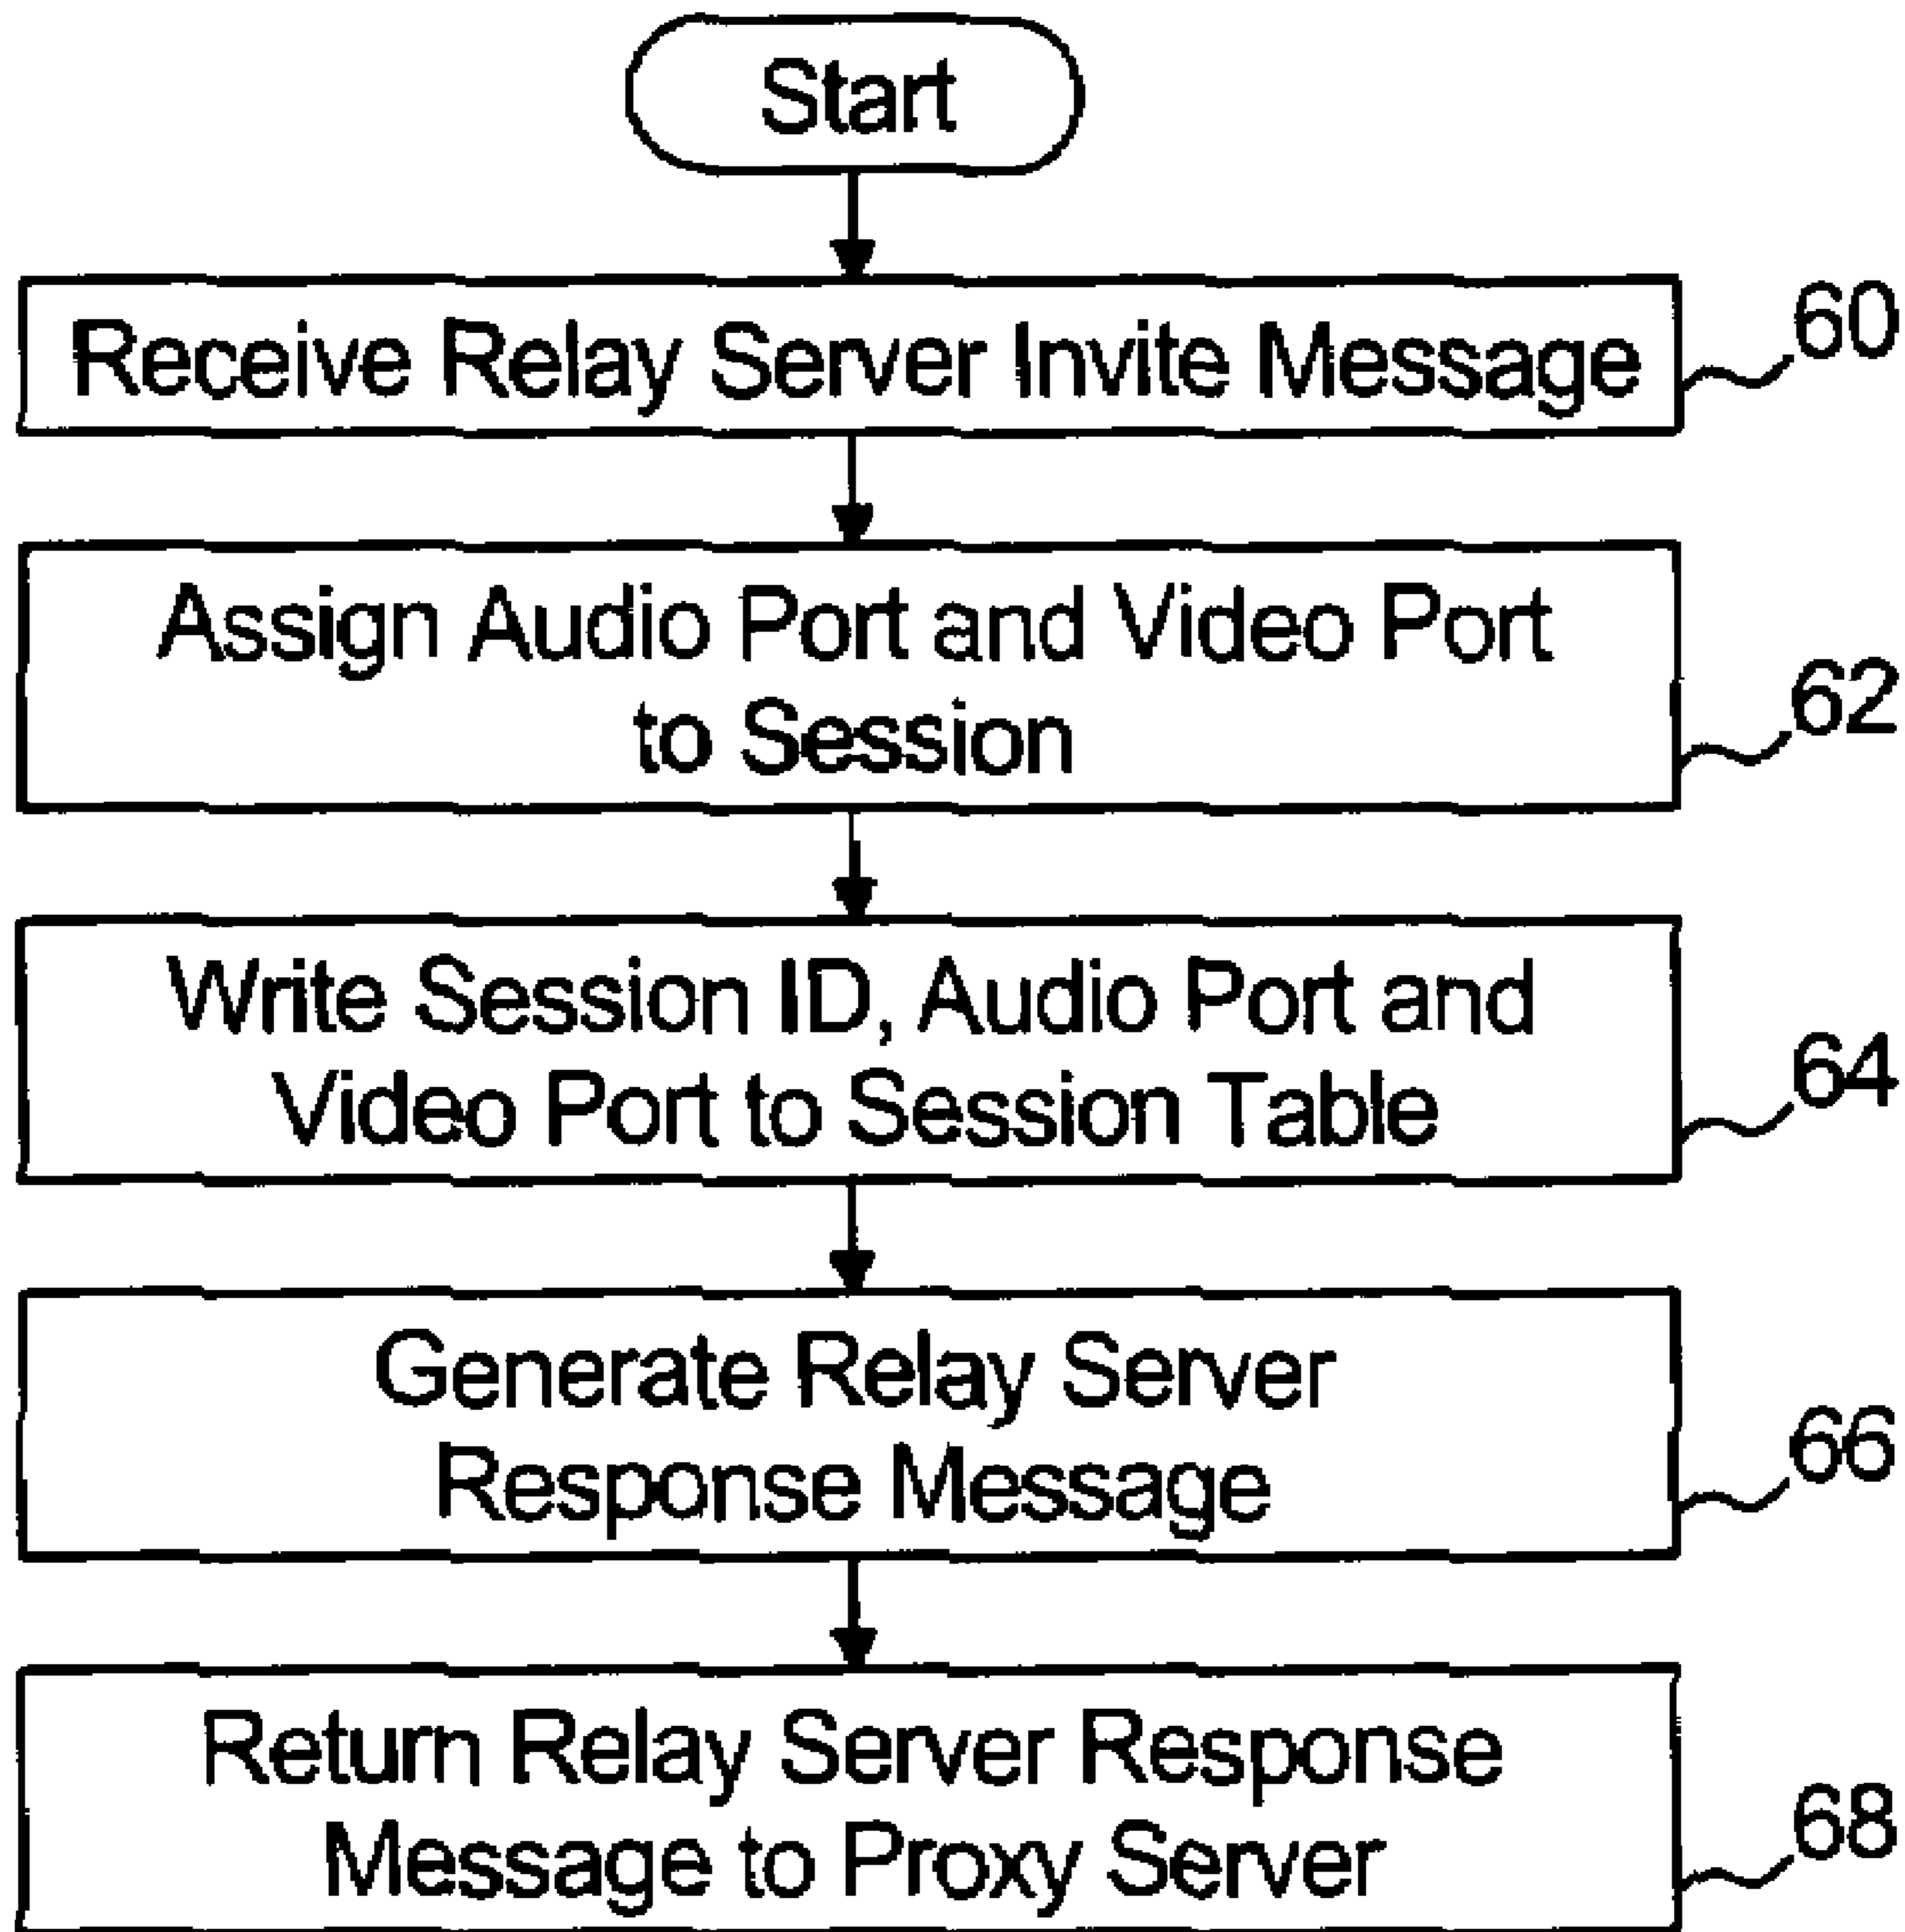 Start
Receive Relay Server Invite Message
60
Assign Audio Port and Video Port
to Session
62
Write Session ID, Audio Port and
Video Port to Session Table
64
Generate Relay Server
Response Message
66
Return Relay Server Response
Message to Proxy Server
68